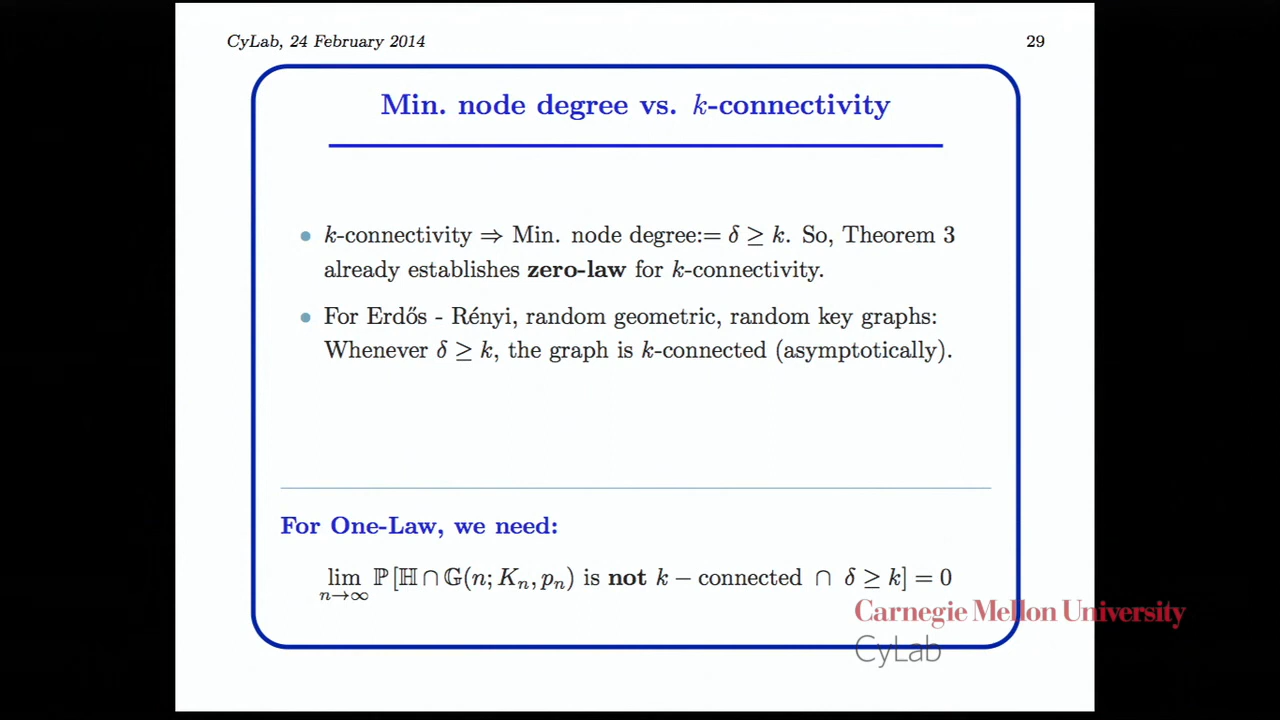 CyLab, 24 February 2014
29
Min. node degree vs. k-connectivity
• k-connectivity ⇒ Min. node degree:= δ ≥ k. So, Theorem 3
already establishes zero-law for k-connectivity.
• For Erdős - Rényi, random geometric, random key graphs:
Whenever δ ≥ k, the graph is k-connected (asymptotically).
For One-Law, we need:
lim n→∞ ℙ [ℍ ∩ 𝔾(n; Kₙ, pₙ) is not k − connected ∩ δ ≥ k] = 0
Carnegie Mellon University
CyLab